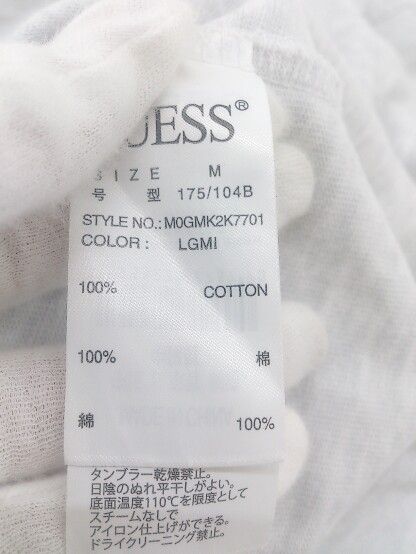 UESS®
SIZE M
号 型 175/104B
STYLE NO.: M0GMK2K7701
COLOR: LGMI
100% COTTON
100% 棉
綿 100%
タンブラー乾燥禁止。
日陰のぬれ平干しがよい。
底面温度110℃を限度として
スチームなしで
アイロン仕上げができる。
ドライクリーニング禁止。